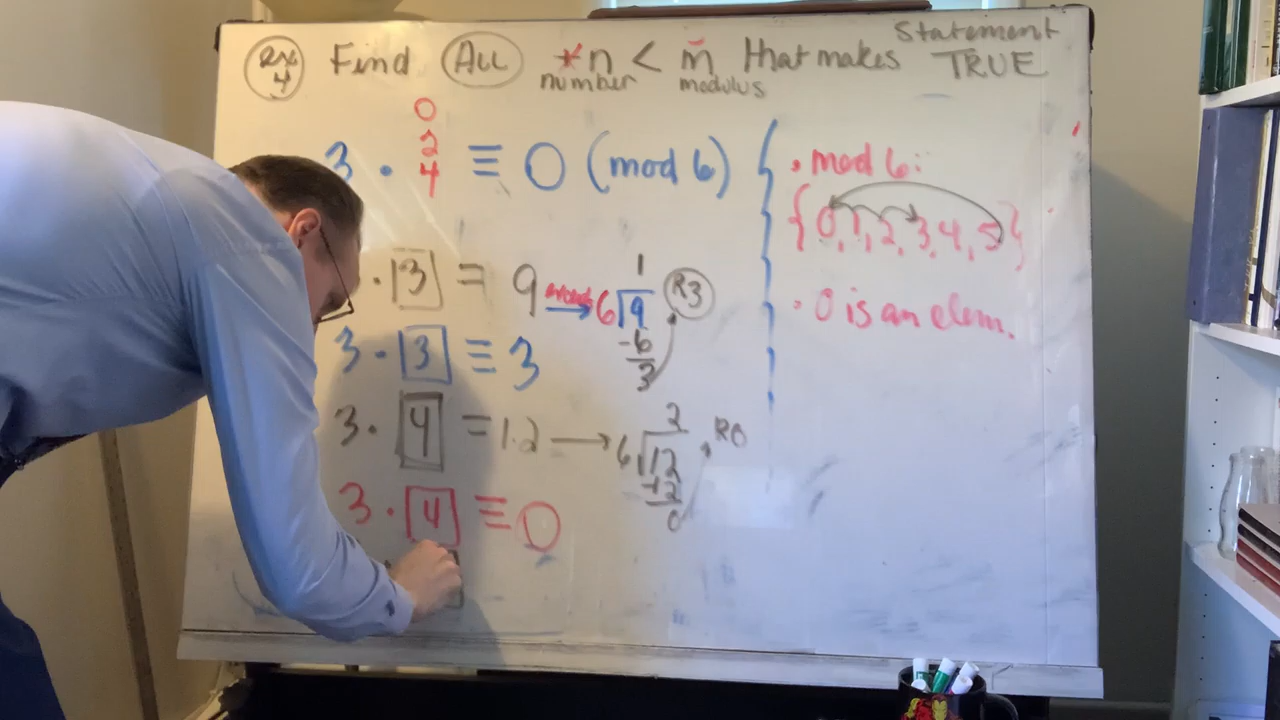 Ex 4 Find ALL *n < m that makes Statement TRUE
number modulus
0
2
3 · 4 ≡ 0 (mod 6)
· 3 = 9 → 6)9 1 R3
-6
3
3 · 3 ≡ 3
3 · 4 = 12 → 6)12 2 R0
-12
0
3 · 4 ≡ 0
• mod 6:
{0, 1, 2, 3, 4, 5}
• 0 is an elem.